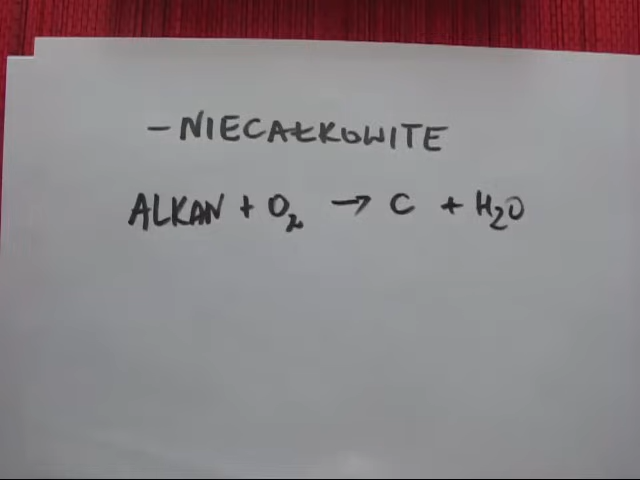 - NIECAŁKOWITE
ALKAN + O₂ → C + H₂O